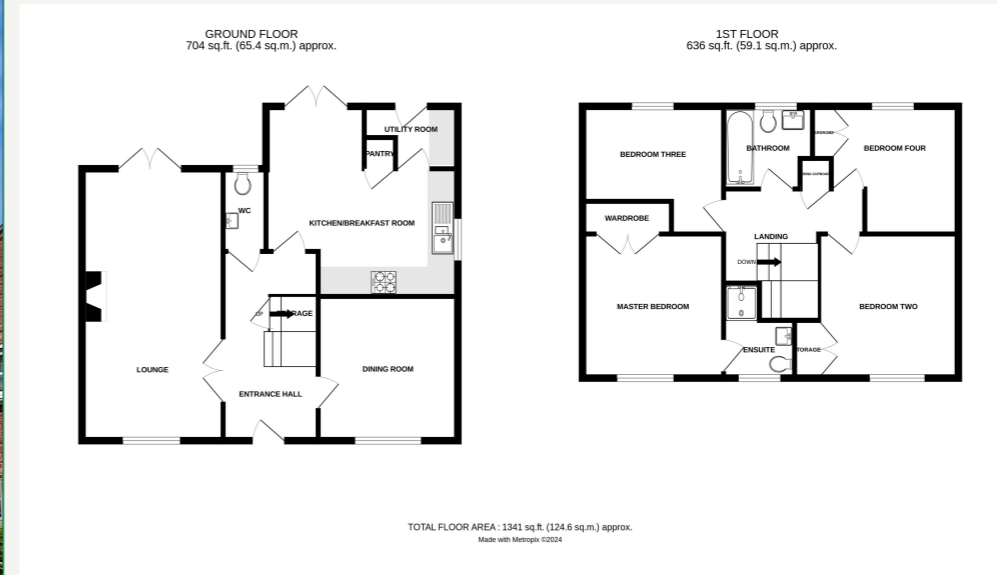 GROUND FLOOR
704 sq.ft. (65.4 sq.m.) approx.
1ST FLOOR
636 sq.ft. (59.1 sq.m.) approx.
UTILITY ROOM
PANTRY
WC
KITCHEN/BREAKFAST ROOM
UP
LOUNGE
DINING ROOM
ENTRANCE HALL
BEDROOM THREE
BATHROOM
BEDROOM FOUR
WARDROBE
LANDING
DOWN
MASTER BEDROOM
BEDROOM TWO
ENSUITE
TORAGE
TOTAL FLOOR AREA : 1341 sq.ft. (124.6 sq.m.) approx.
Made with Metropix ©2024